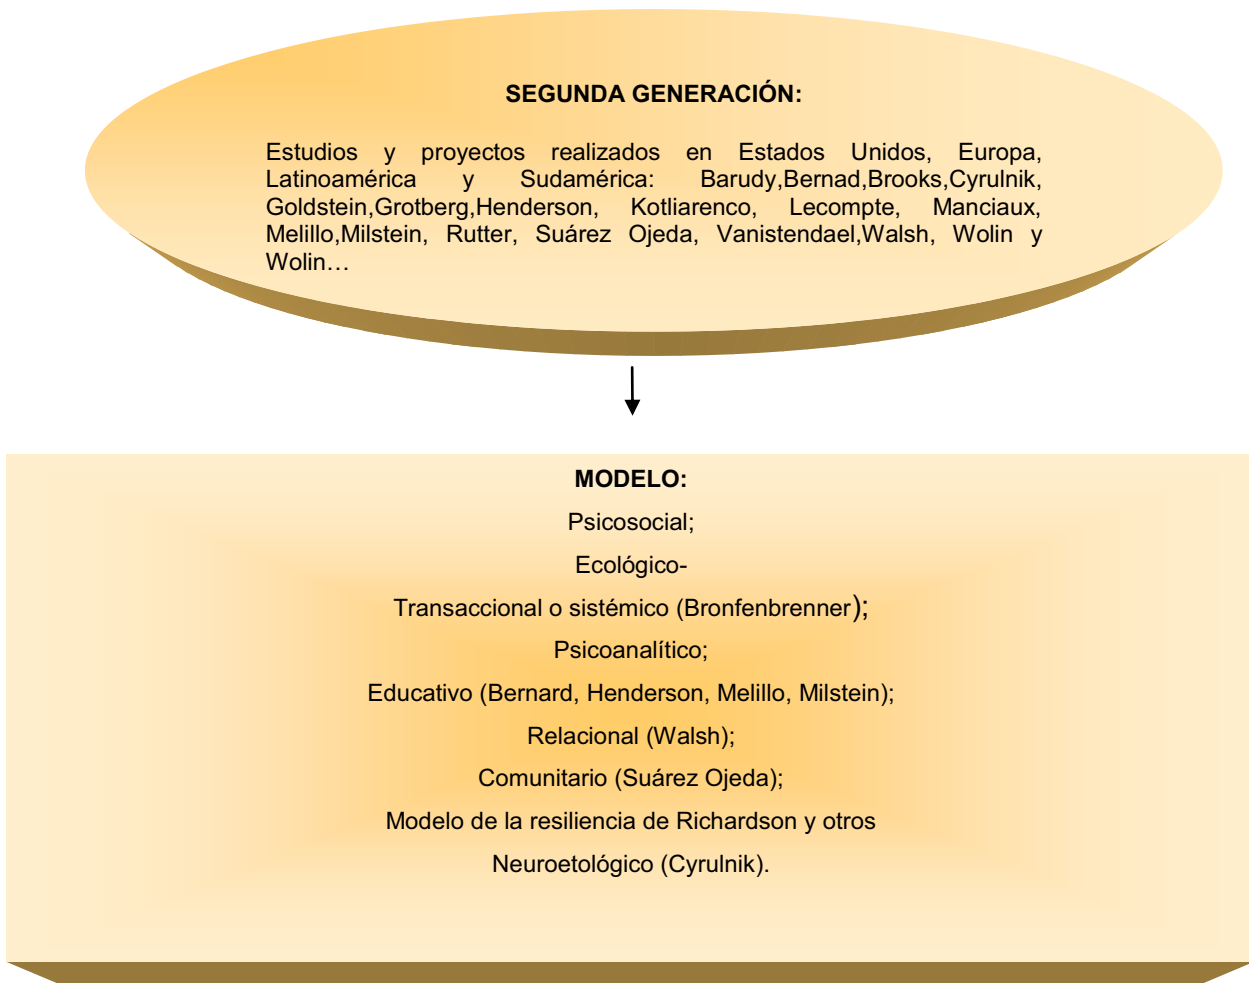 SEGUNDA GENERACIÓN:
Estudios y proyectos realizados en Estados Unidos, Europa,
Latinoamérica y Sudamérica: Barudy,Bernad,Brooks,Cyrulnik,
Goldstein,Grotberg,Henderson, Kotliarenco, Lecompte, Manciaux,
Melillo,Milstein, Rutter, Suárez Ojeda, Vanistendael,Walsh, Wolin y
Wolin…
MODELO:
Psicosocial;
Ecológico-
Transaccional o sistémico (Bronfenbrenner);
Psicoanalítico;
Educativo (Bernard, Henderson, Melillo, Milstein);
Relacional (Walsh);
Comunitario (Suárez Ojeda);
Modelo de la resiliencia de Richardson y otros
Neuroetológico (Cyrulnik).